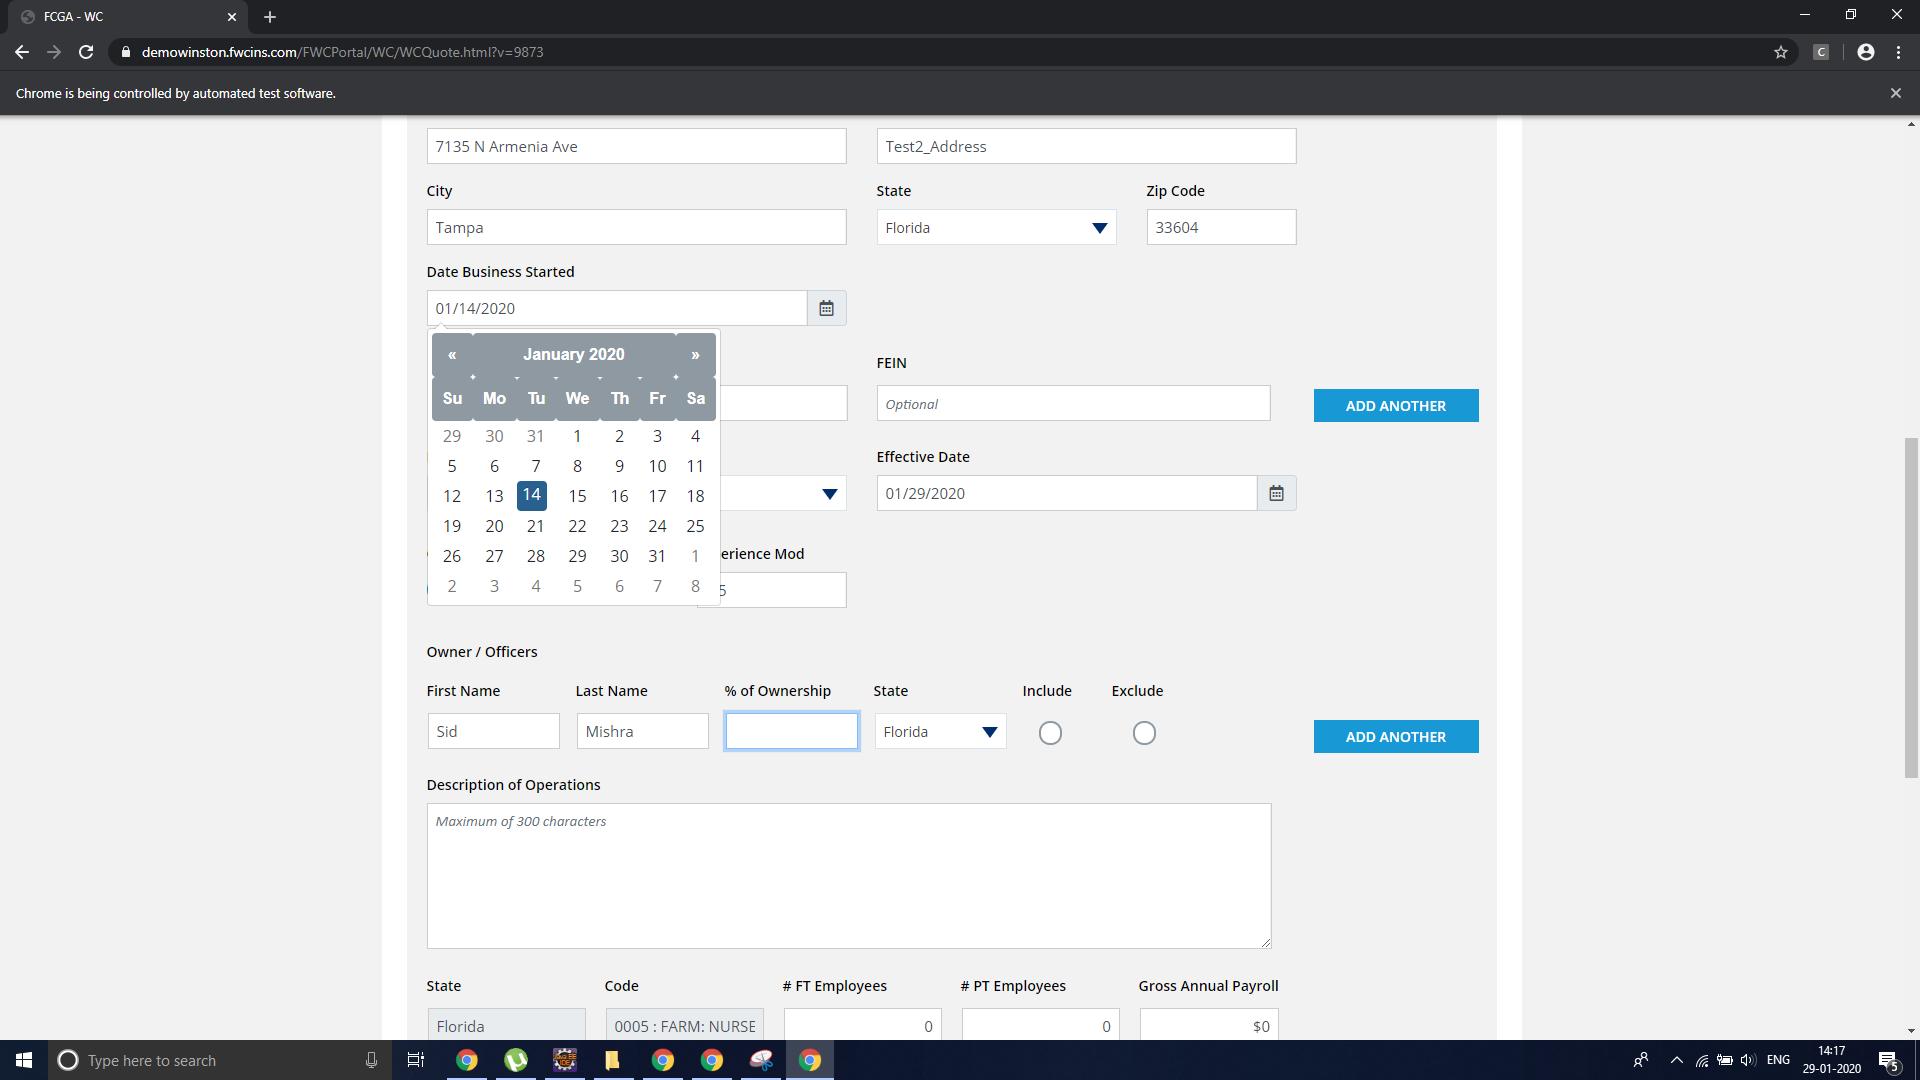 FCGA - WC
demowinston.fwcins.com/FWCPortal/WC/WCQuote.html?v=9873
C
Chrome is being controlled by automated test software.
7135 N Armenia Ave
Test2_Address
City
State
Zip Code
Tampa
Florida
33604
Date Business Started
01/14/2020
« January 2020 »
Su Mo Tu We Th Fr Sa
29 30 31 1 2 3 4
5 6 7 8 9 10 11
12 13 14 15 16 17 18
19 20 21 22 23 24 25
26 27 28 29 30 31 1
2 3 4 5 6 7 8
FEIN
Optional
ADD ANOTHER
Effective Date
01/29/2020
erience Mod
5
Owner / Officers
First Name
Last Name
% of Ownership
State
Include
Exclude
Sid
Mishra
Florida
ADD ANOTHER
Description of Operations
Maximum of 300 characters
State
Code
# FT Employees
# PT Employees
Gross Annual Payroll
Florida
0005 : FARM: NURSE
0
0
$0
Type here to search
ENG
14:17
29-01-2020
5